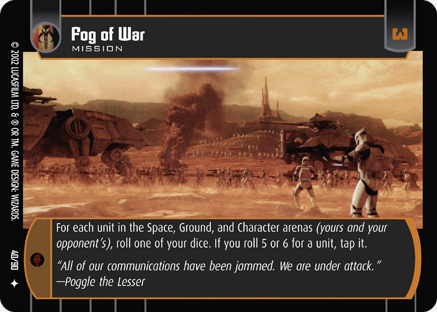 Fog of War
MISSION
3
For each unit in the Space, Ground, and Character arenas (yours and your
opponent's), roll one of your dice. If you roll 5 or 6 for a unit, tap it.
"All of our communications have been jammed. We are under attack."
—Poggle the Lesser
© 2002 LUCASFILM LTD. & ® OR TM. GAME DESIGN: WIZARDS.
40/90